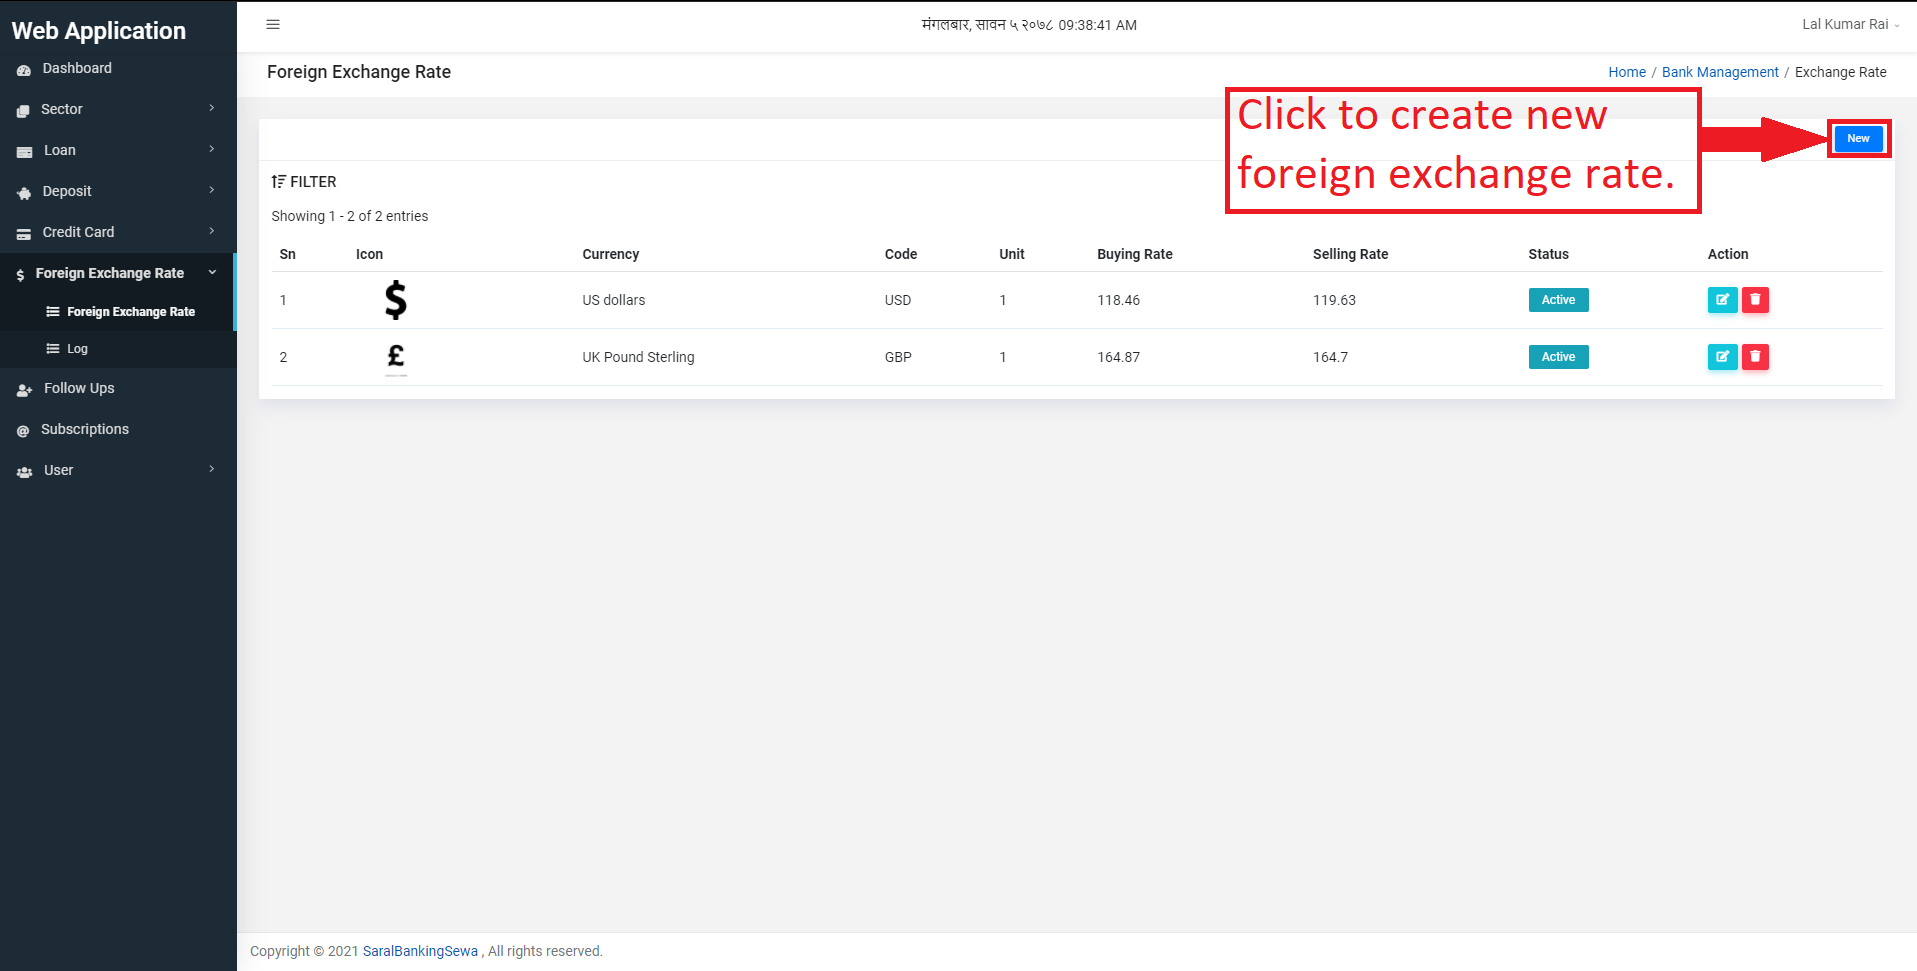 Web Application
मंगलबार, सावन ५ २०७८ 09:38:41 AM
Lal Kumar Rai
Dashboard
Sector
Loan
Deposit
Credit Card
Foreign Exchange Rate
Foreign Exchange Rate
Log
Follow Ups
Subscriptions
User
Foreign Exchange Rate
Home / Bank Management / Exchange Rate
Click to create new
foreign exchange rate.
New
FILTER
Showing 1 - 2 of 2 entries
Sn Icon Currency Code Unit Buying Rate Selling Rate Status Action
1 $ US dollars USD 1 118.46 119.63 Active
2 £ UK Pound Sterling GBP 1 164.87 164.7 Active
Copyright © 2021 SaralBankingSewa , All rights reserved.